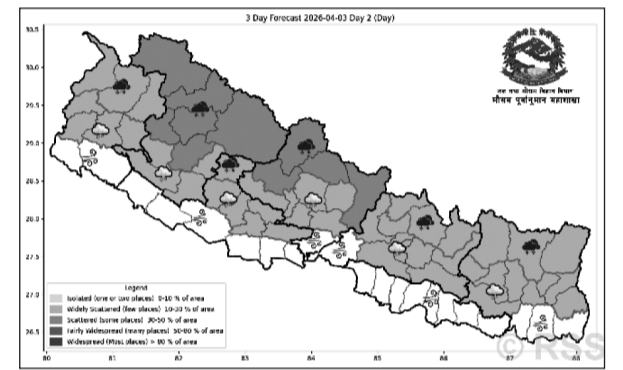 3 Day Forecast 2026-04-03 Day 2 (Day)
जल तथा मौसम विज्ञान विभाग
मौसम पूर्वानुमान महाशाखा
30.5
30.0
29.5
29.0
28.5
28.0
27.5
27.0
26.5
Legend
Isolated (one or two places) 0-10 % of area
Widely Scattered (few places) 10-30 % of area
Scattered (some places) 30-50 % of area
Fairly Widespread (many places) 50-80 % of area
Widespread (Most places) > 80 % of area
80 81 82 83 84 85 86 87 88
© RSS